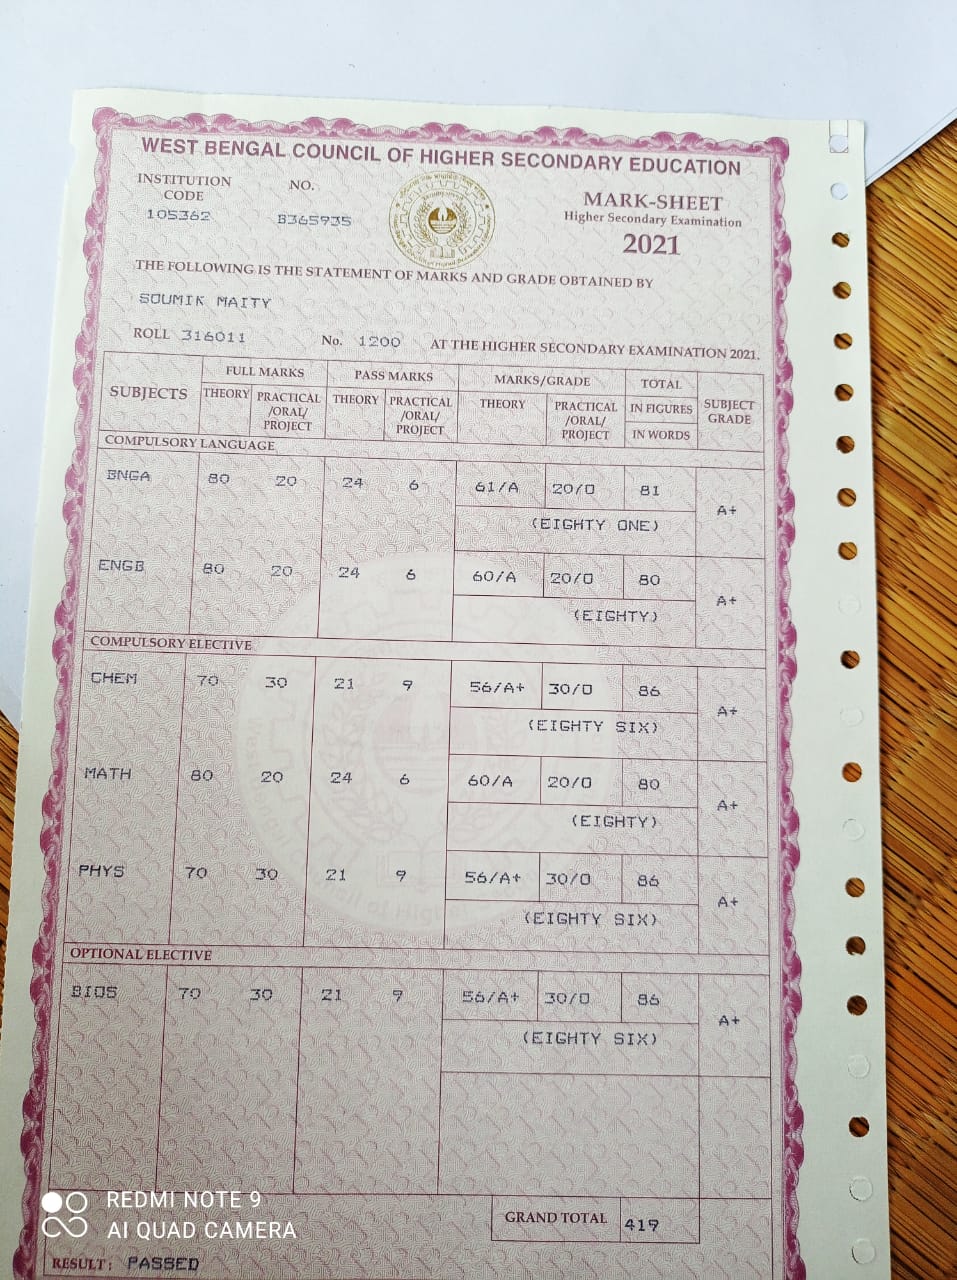 WEST BENGAL COUNCIL OF HIGHER SECONDARY EDUCATION
INSTITUTION CODE
NO.
105362
B365935
MARK-SHEET
Higher Secondary Examination
2021
THE FOLLOWING IS THE STATEMENT OF MARKS AND GRADE OBTAINED BY
SOUMIK MAITY
ROLL 316011 No. 1200 AT THE HIGHER SECONDARY EXAMINATION 2021.
SUBJECTS FULL MARKS PASS MARKS MARKS/GRADE TOTAL SUBJECT GRADE
THEORY PRACTICAL /ORAL/ PROJECT THEORY PRACTICAL /ORAL/ PROJECT THEORY PRACTICAL /ORAL/ PROJECT IN FIGURES
IN WORDS
COMPULSORY LANGUAGE
BNGA 80 20 24 6 61/A 20/O 81 A+
(EIGHTY ONE)
ENGB 80 20 24 6 60/A 20/O 80 A+
(EIGHTY)
COMPULSORY ELECTIVE
CHEM 70 30 21 9 56/A+ 30/O 86 A+
(EIGHTY SIX)
MATH 80 20 24 6 60/A 20/O 80 A+
(EIGHTY)
PHYS 70 30 21 9 56/A+ 30/O 86 A+
(EIGHTY SIX)
OPTIONAL ELECTIVE
BIOS 70 30 21 9 56/A+ 30/O 86 A+
(EIGHTY SIX)
GRAND TOTAL 419
RESULT: PASSED
REDMI NOTE 9
AI QUAD CAMERA